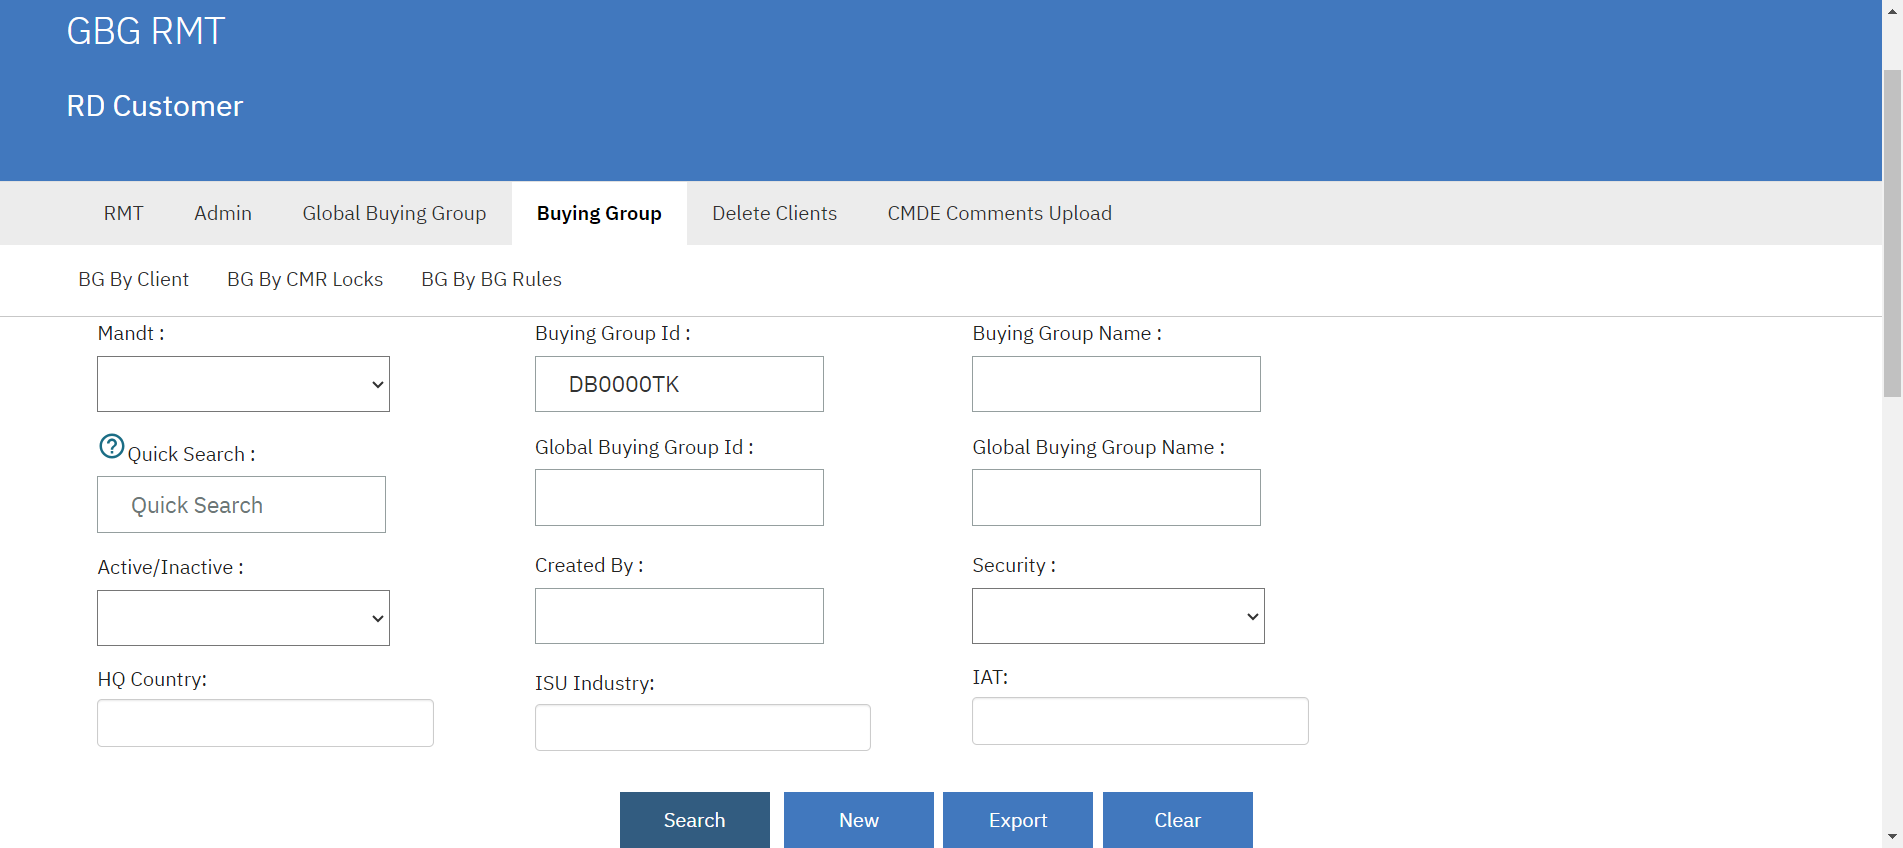 GBG RMT
RD Customer
RMT Admin Global Buying Group Buying Group Delete Clients CMDE Comments Upload
BG By Client BG By CMR Locks BG By BG Rules
Mandt : Buying Group Id : Buying Group Name :
DB0000TK
Quick Search : Global Buying Group Id : Global Buying Group Name :
Quick Search
Active/Inactive : Created By : Security :
HQ Country: ISU Industry: IAT:
Search New Export Clear